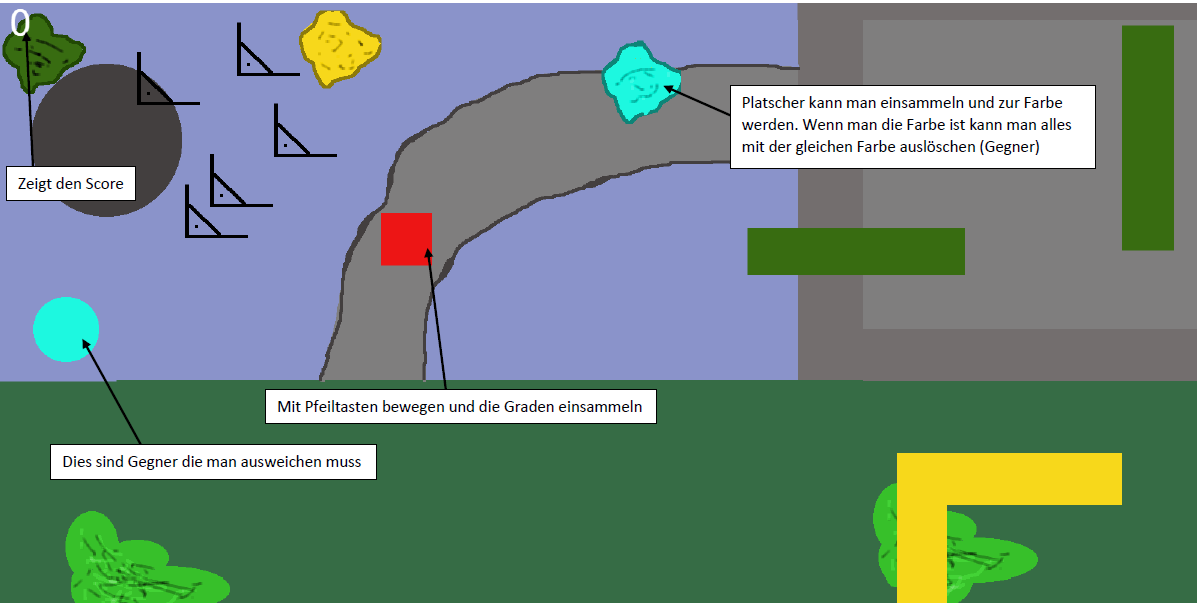 0
Platscher kann man einsammeln und zur Farbe
werden. Wenn man die Farbe ist kann man alles
mit der gleichen Farbe auslöschen (Gegner)
Zeigt den Score
Mit Pfeiltasten bewegen und die Graden einsammeln
Dies sind Gegner die man ausweichen muss